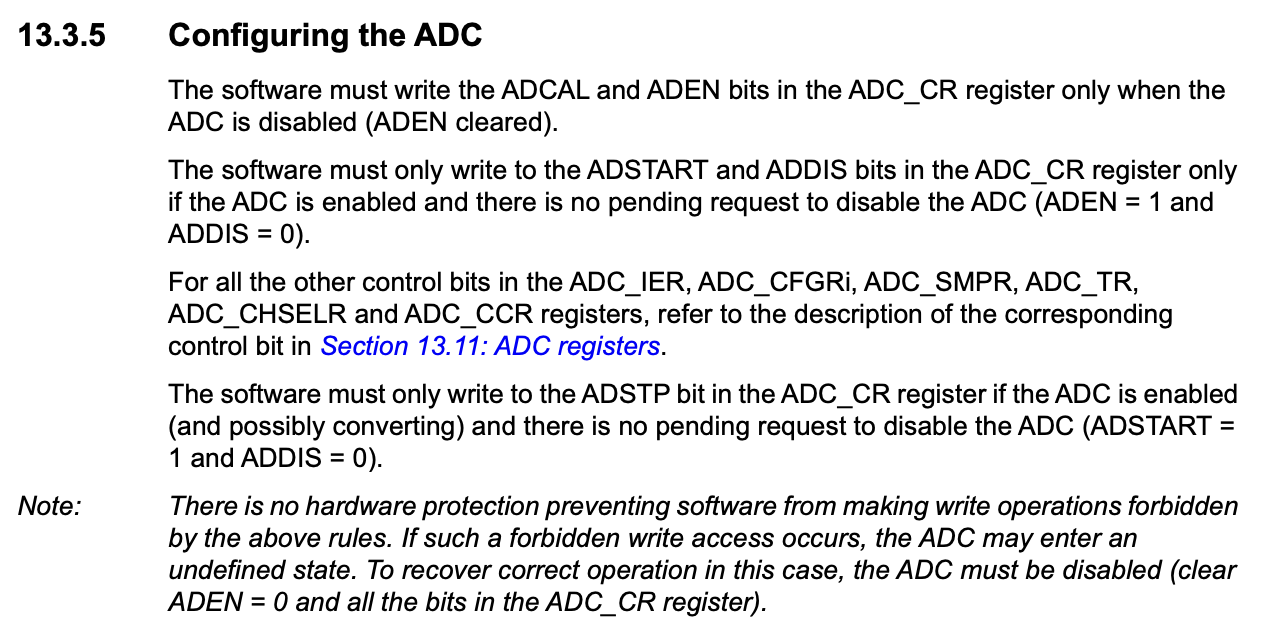 13.3.5 Configuring the ADC
The software must write the ADCAL and ADEN bits in the ADC_CR register only when the
ADC is disabled (ADEN cleared).
The software must only write to the ADSTART and ADDIS bits in the ADC_CR register only
if the ADC is enabled and there is no pending request to disable the ADC (ADEN = 1 and
ADDIS = 0).
For all the other control bits in the ADC_IER, ADC_CFGRi, ADC_SMPR, ADC_TR,
ADC_CHSELR and ADC_CCR registers, refer to the description of the corresponding
control bit in Section 13.11: ADC registers.
The software must only write to the ADSTP bit in the ADC_CR register if the ADC is enabled
(and possibly converting) and there is no pending request to disable the ADC (ADSTART =
1 and ADDIS = 0).
Note: There is no hardware protection preventing software from making write operations forbidden
by the above rules. If such a forbidden write access occurs, the ADC may enter an
undefined state. To recover correct operation in this case, the ADC must be disabled (clear
ADEN = 0 and all the bits in the ADC_CR register).